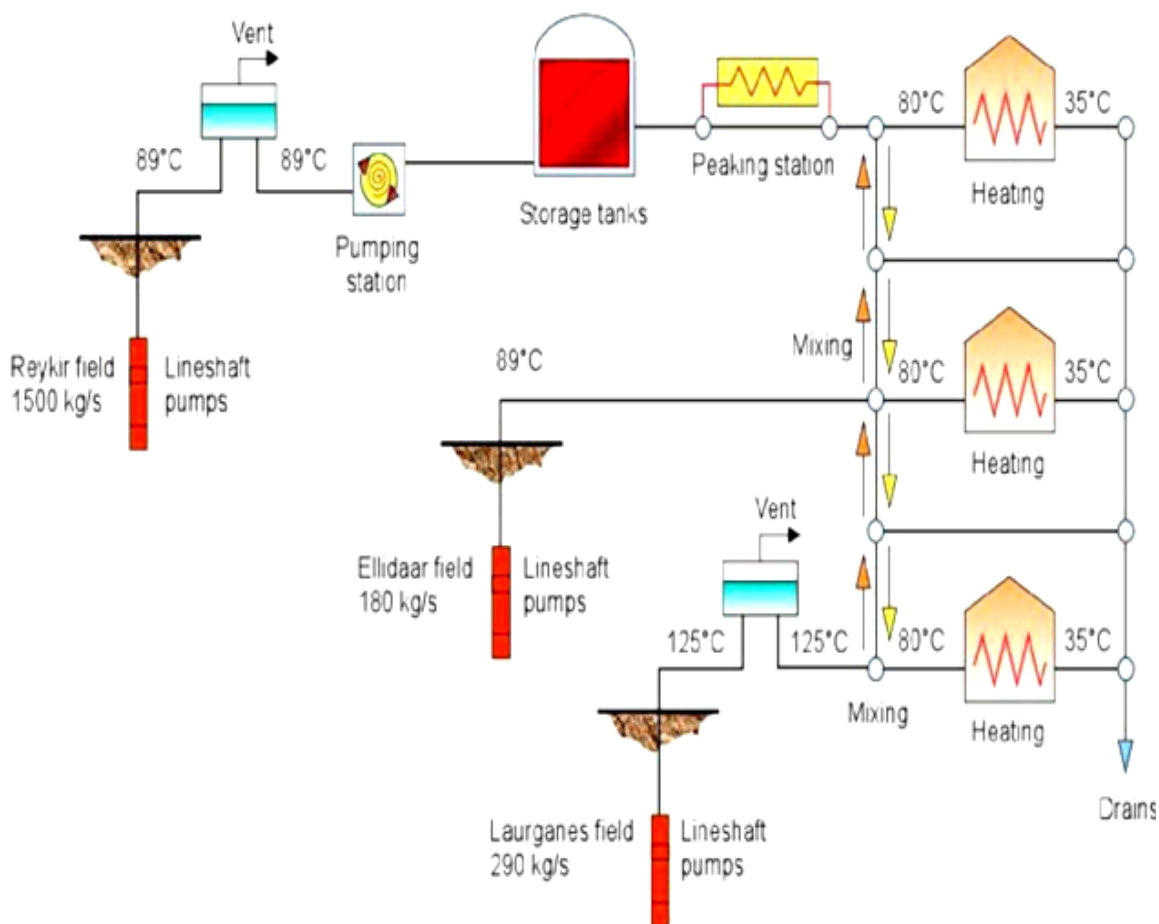 Vent
80°C
35°C
89°C
89°C
Peaking station
Heating
Storage tanks
Pumping
station
Mixing
Reykir field
1500 kg/s
Lineshaft
pumps
89°C
80°C
35°C
Heating
Vent
Ellidaar field
180 kg/s
Lineshaft
pumps
125°C
125°C
80°C
35°C
Mixing
Heating
Drains
Laurganes field
290 kg/s
Lineshaft
pumps